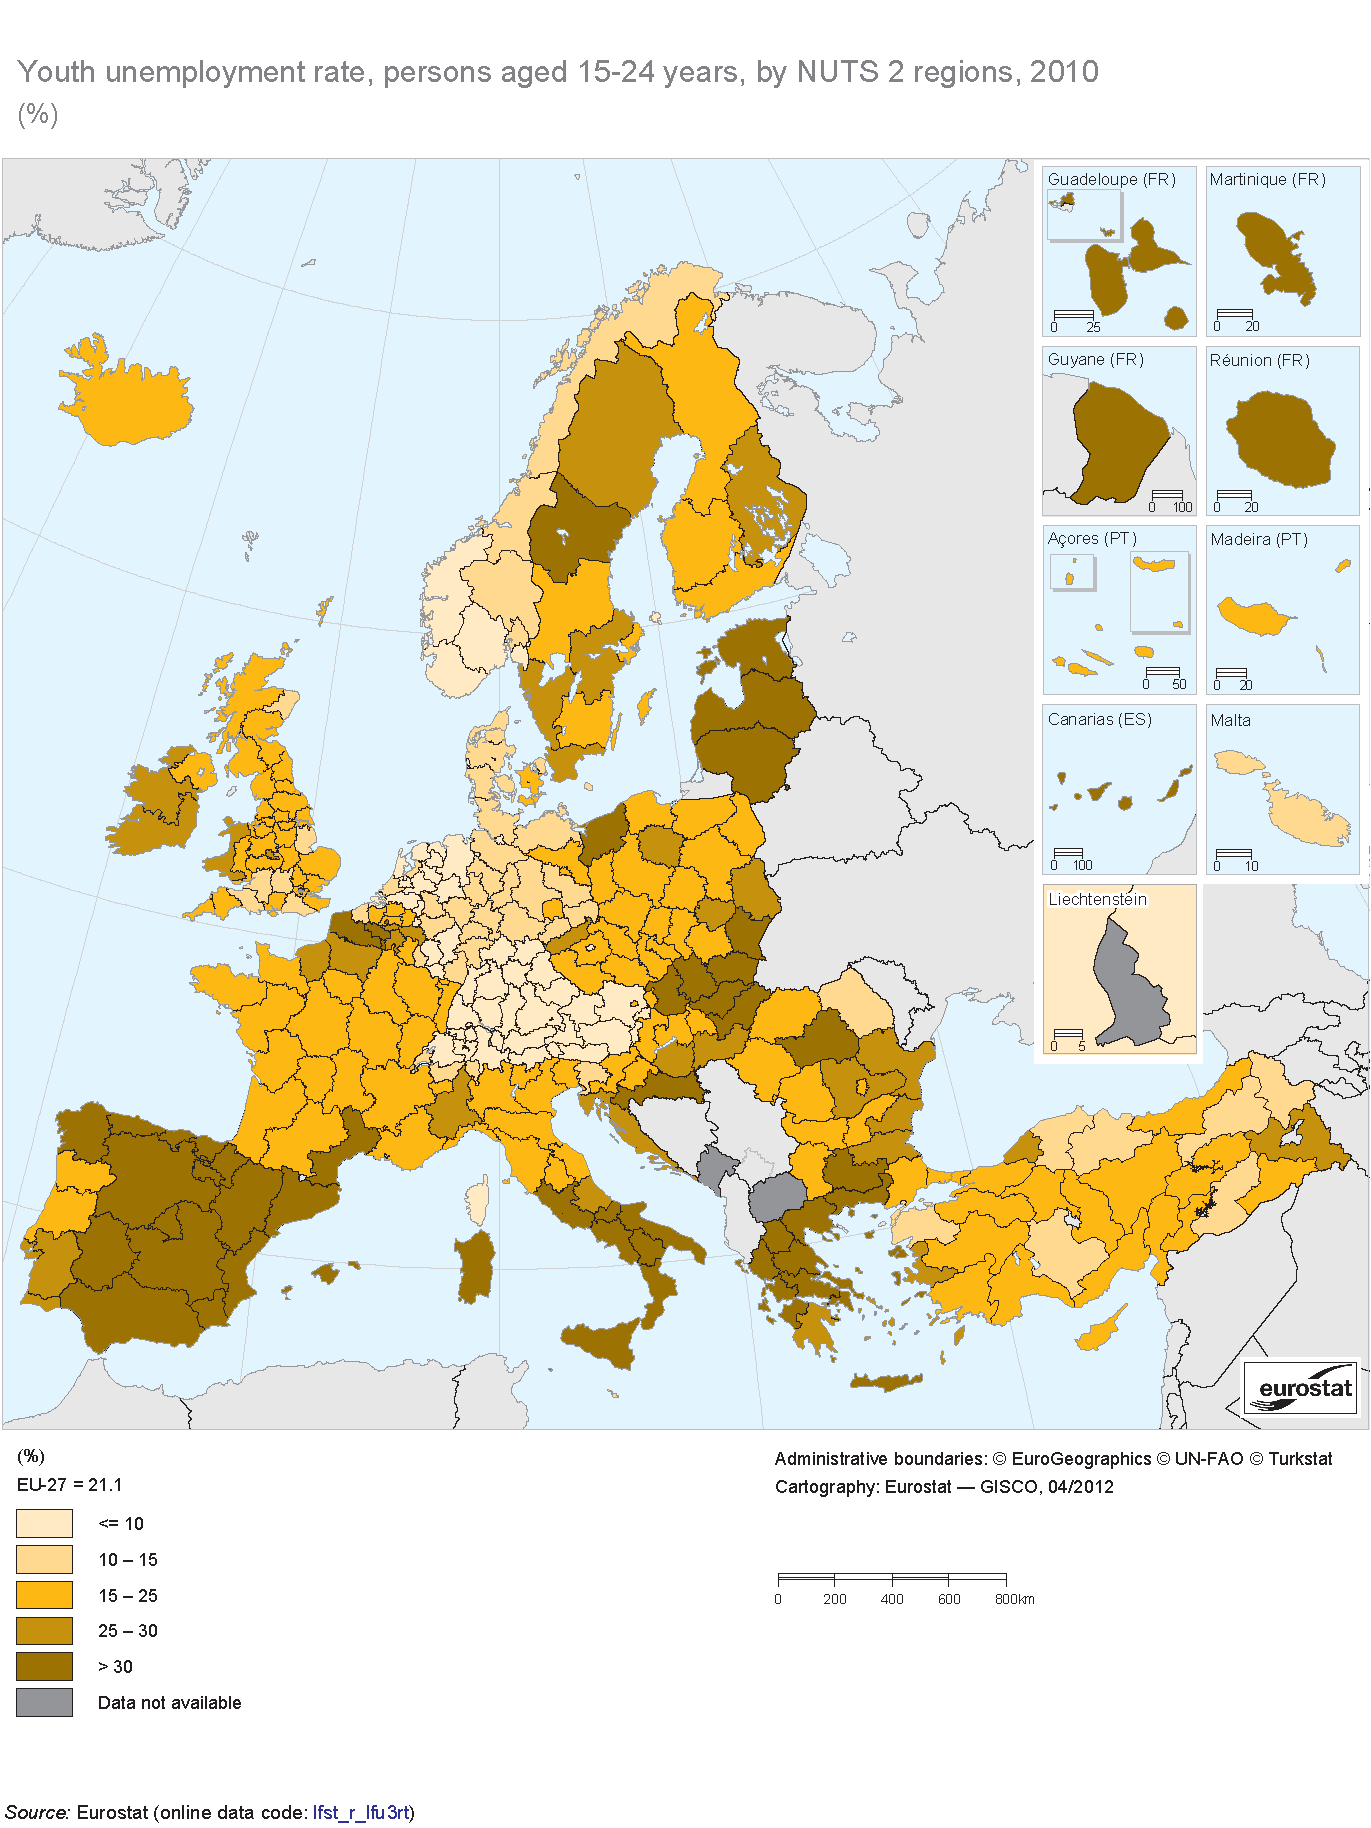 Youth unemployment rate, persons aged 15-24 years, by NUTS 2 regions, 2010
(%)
Guadeloupe (FR)
0 25
Martinique (FR)
0 20
Guyane (FR)
0 100
Réunion (FR)
0 20
Açores (PT)
0 50
Madeira (PT)
0 20
Canarias (ES)
0 100
Malta
0 10
Liechtenstein
0 5
eurostat
(%)
EU-27 = 21.1
<= 10
10 – 15
15 – 25
25 – 30
> 30
Data not available
Administrative boundaries: © EuroGeographics © UN-FAO © Turkstat
Cartography: Eurostat — GISCO, 04/2012
0 200 400 600 800km
Source: Eurostat (online data code: lfst_r_lfu3rt)